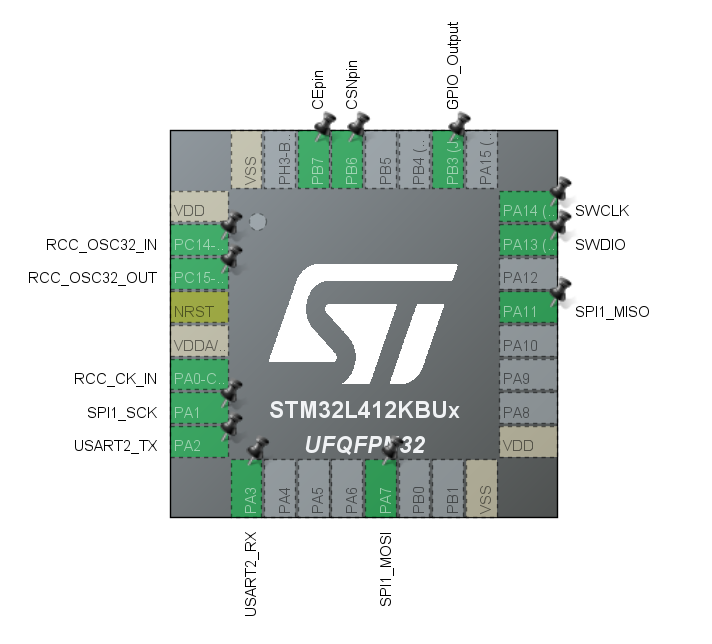 CEpin
CSNpin
GPIO_Output
VSS
PH3-B...
PB7
PB6
PB5
PB4 (...
PB3 (J...
PA15 (...
VDD
RCC_OSC32_IN
PC14-...
RCC_OSC32_OUT
PC15-...
NRST
VDDA/...
RCC_CK_IN
PA0-C...
SPI1_SCK
PA1
USART2_TX
PA2
PA14 (...
SWCLK
PA13 (...
SWDIO
PA12
PA11
SPI1_MISO
PA10
PA9
PA8
VDD
STM32L412KBUx
UFQFPN32
PA3
PA4
PA5
PA6
PA7
PB0
PB1
VSS
USART2_RX
SPI1_MOSI